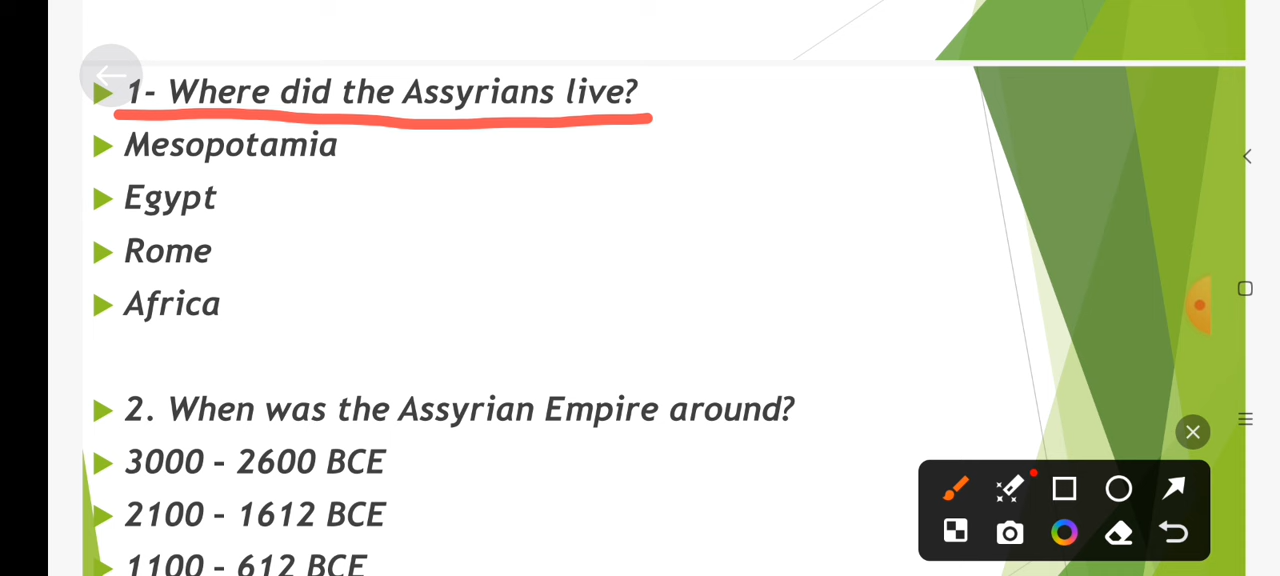 1- Where did the Assyrians live?
Mesopotamia
Egypt
Rome
Africa
2. When was the Assyrian Empire around?
3000 - 2600 BCE
2100 - 1612 BCE
1100 - 612 BCE